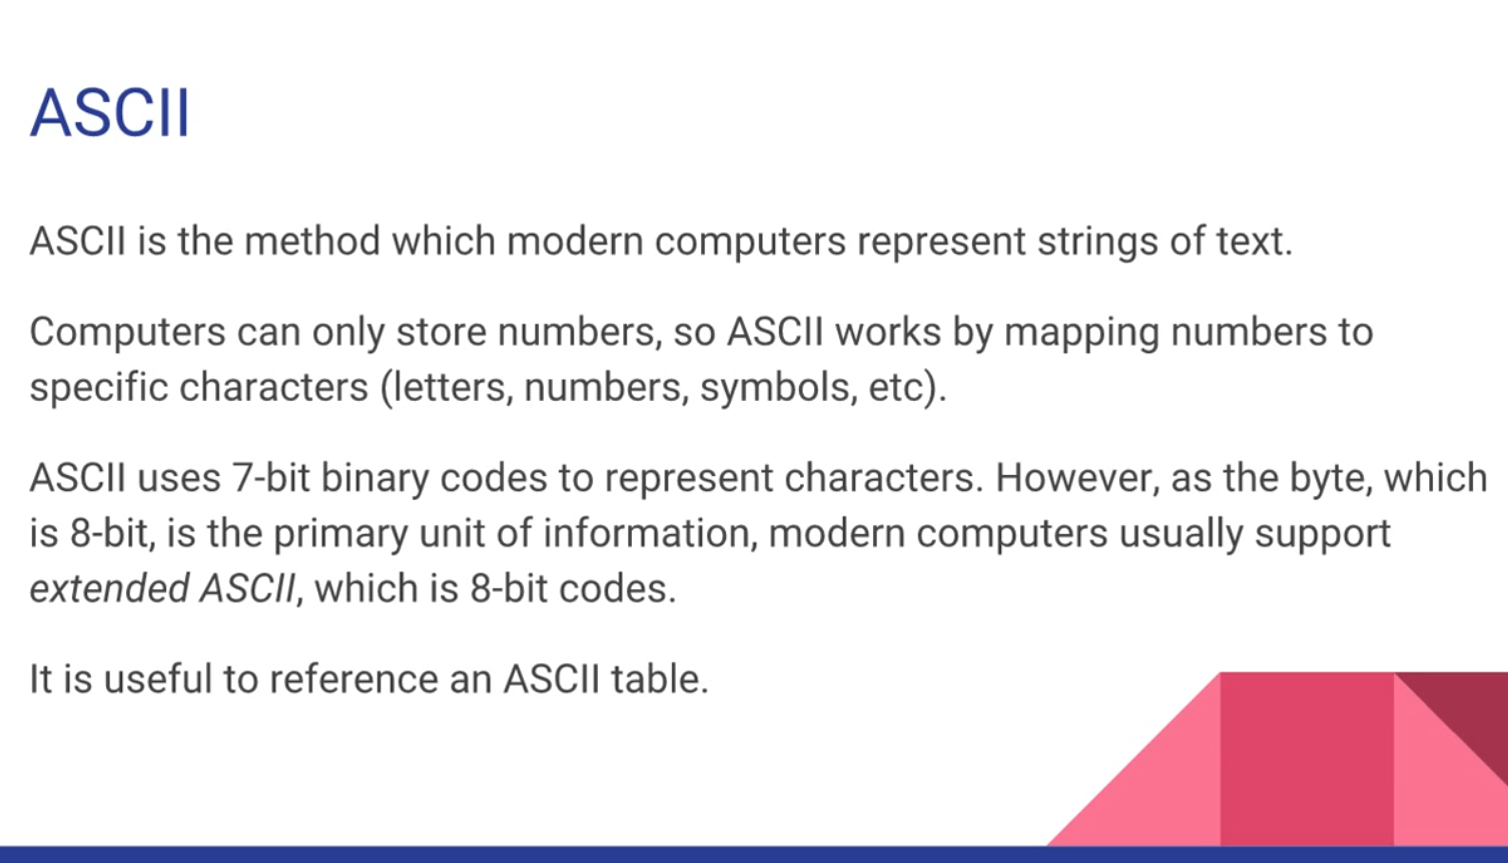 ASCII
ASCII is the method which modern computers represent strings of text.
Computers can only store numbers, so ASCII works by mapping numbers to
specific characters (letters, numbers, symbols, etc).
ASCII uses 7-bit binary codes to represent characters. However, as the byte, which
is 8-bit, is the primary unit of information, modern computers usually support
extended ASCII, which is 8-bit codes.
It is useful to reference an ASCII table.